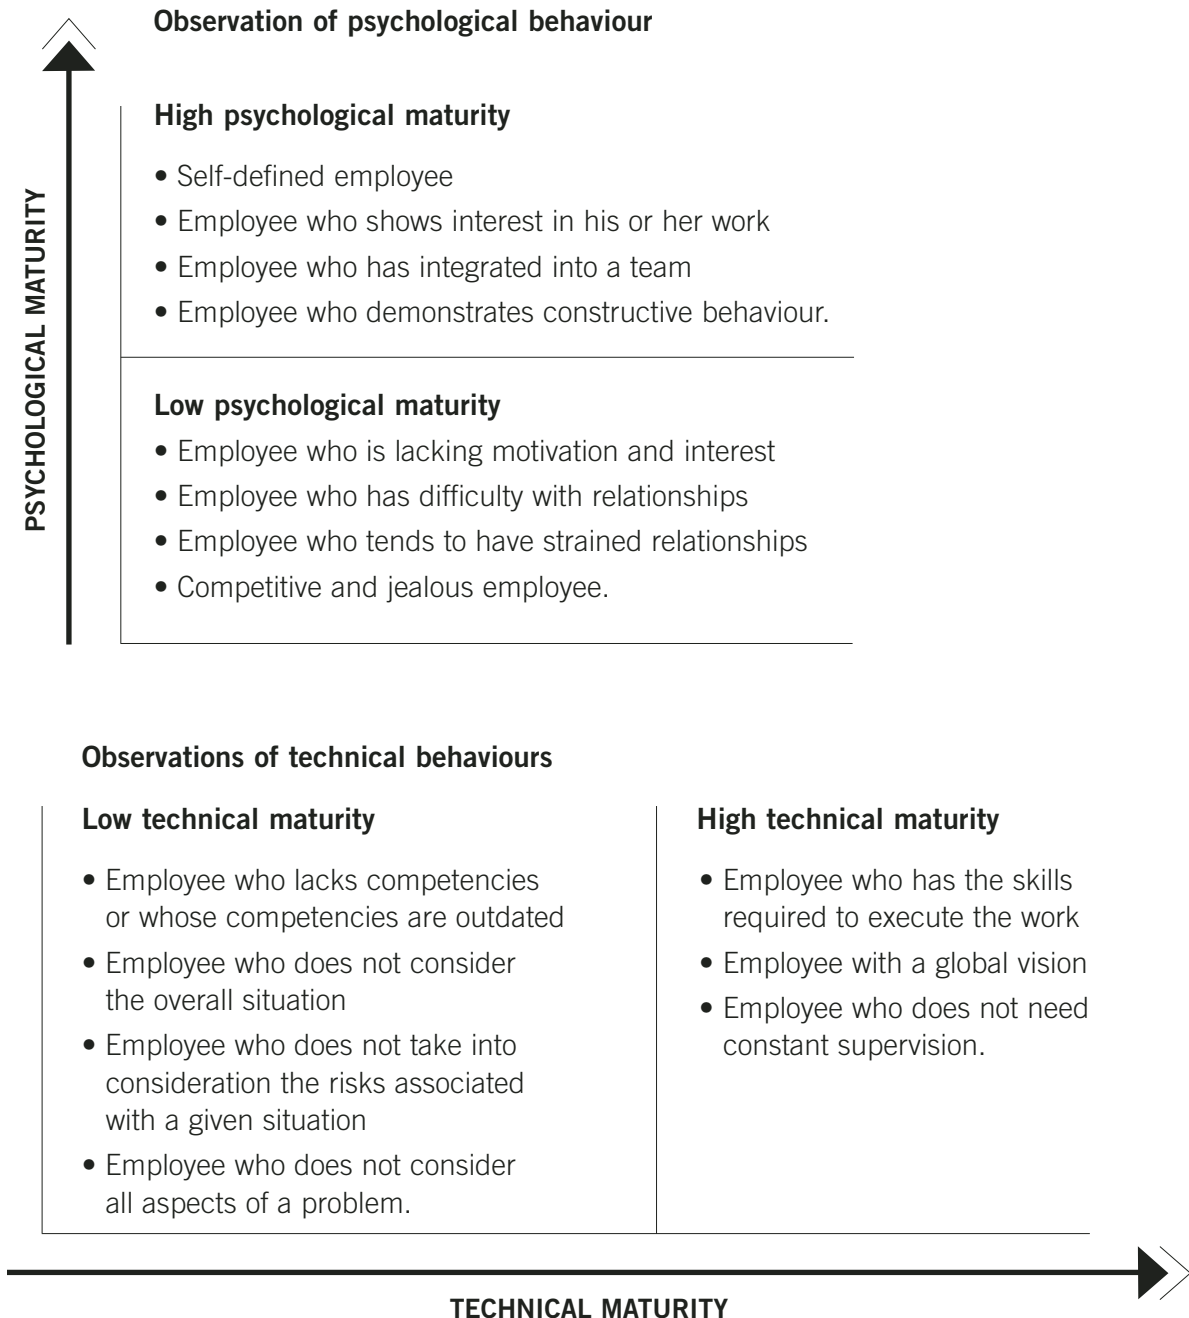 Observation of psychological behaviour
PSYCHOLOGICAL MATURITY
High psychological maturity
• Self-defined employee
• Employee who shows interest in his or her work
• Employee who has integrated into a team
• Employee who demonstrates constructive behaviour.
Low psychological maturity
• Employee who is lacking motivation and interest
• Employee who has difficulty with relationships
• Employee who tends to have strained relationships
• Competitive and jealous employee.
Observations of technical behaviours
Low technical maturity
• Employee who lacks competencies
or whose competencies are outdated
• Employee who does not consider
the overall situation
• Employee who does not take into
consideration the risks associated
with a given situation
• Employee who does not consider
all aspects of a problem.
High technical maturity
• Employee who has the skills
required to execute the work
• Employee with a global vision
• Employee who does not need
constant supervision.
TECHNICAL MATURITY